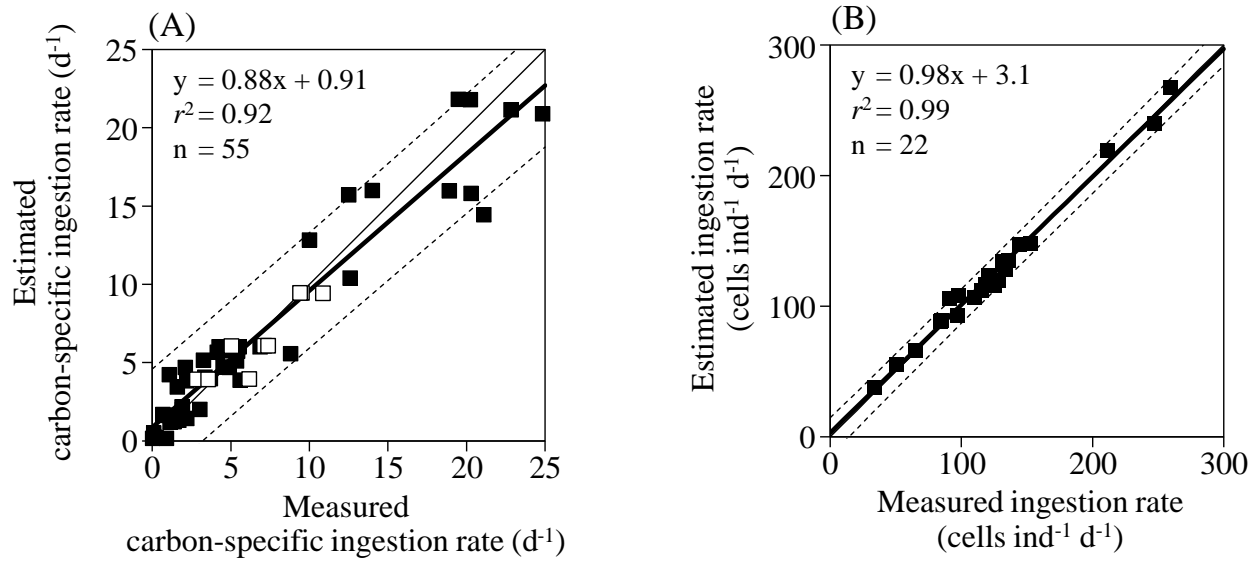 (A)
Estimated
carbon-specific ingestion rate (d⁻¹)
25
20
15
10
5
0
y = 0.88x + 0.91
r² = 0.92
n = 55
0 5 10 15 20 25
Measured
carbon-specific ingestion rate (d⁻¹)
(B)
Estimated ingestion rate
(cells ind⁻¹ d⁻¹)
300
200
100
0
y = 0.98x + 3.1
r² = 0.99
n = 22
0 100 200 300
Measured ingestion rate
(cells ind⁻¹ d⁻¹)